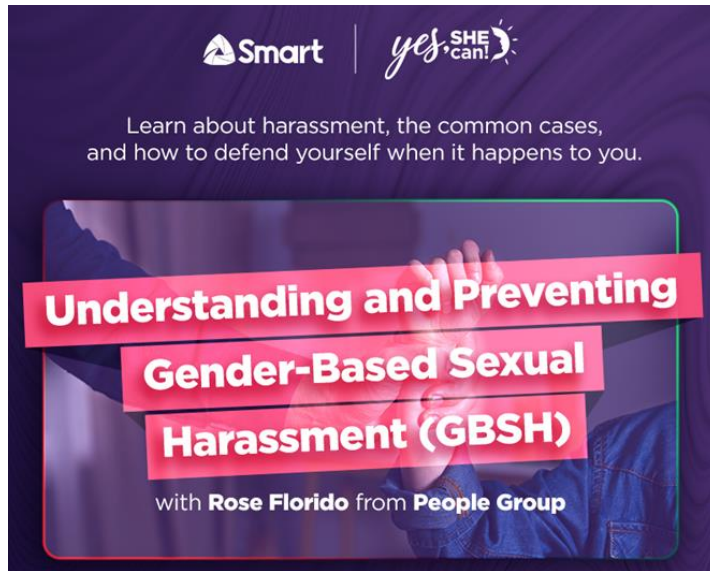 Smart
yes, SHE can!
Learn about harassment, the common cases,
and how to defend yourself when it happens to you.
Understanding and Preventing
Gender-Based Sexual
Harassment (GBSH)
with Rose Florido from People Group